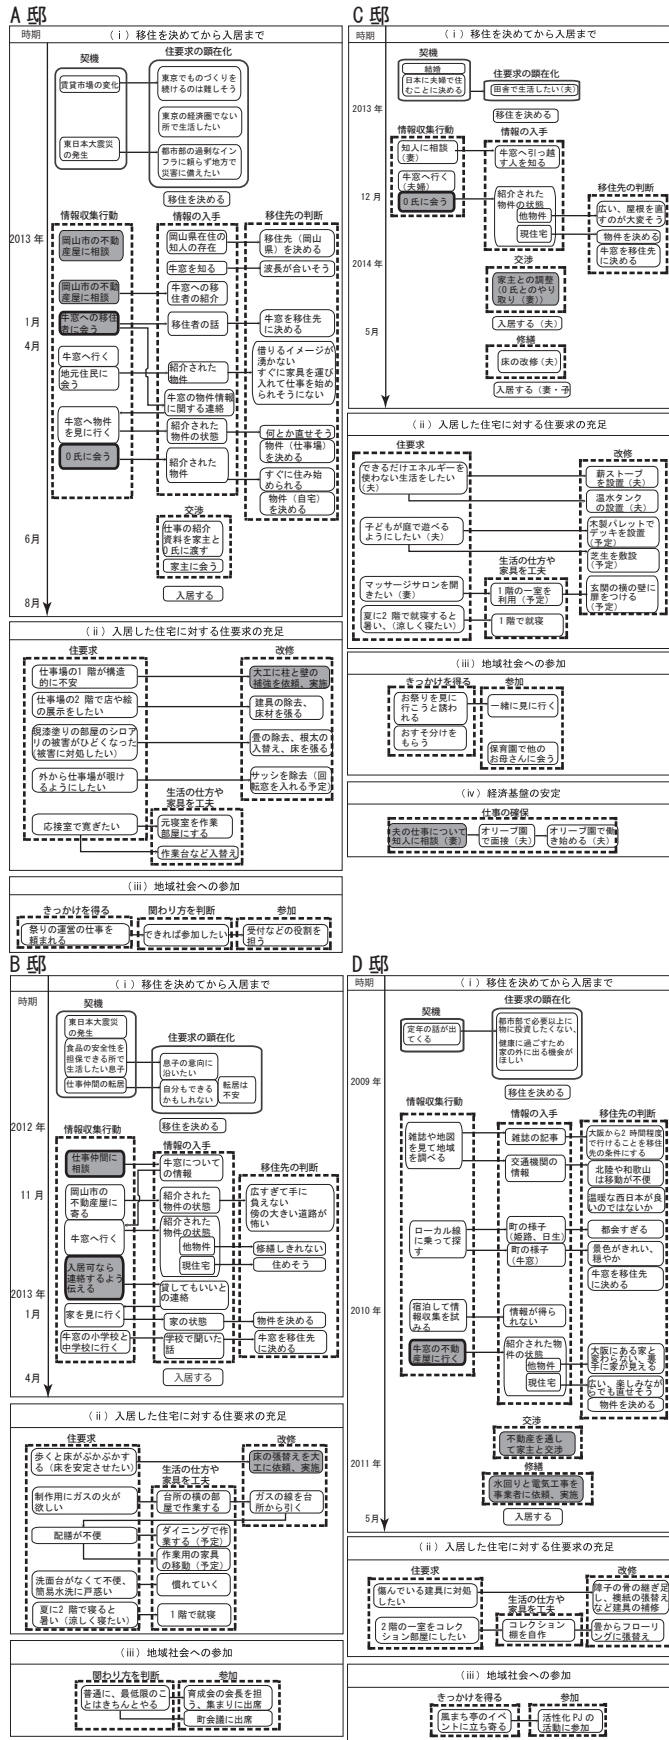 A 邸
時期
(ⅰ) 移住を決めてから入居まで
契機
住要求の顕在化
賃貸市場の変化
東京でものづくりを
続けるのは難しそう
東京の経済圏でない
所で生活したい
東日本大震災
の発生
都市部の過剰なイン
フラに頼らず地方で
災害に備えたい
移住を決める
情報収集行動
情報の入手
移住先の判断
2013 年
岡山市の不動
産屋に相談
岡山県在住の
知人の存在
移住先（岡山
県）を決める
牛窓を知る
波長が合いそう
岡山市の不動
産屋に相談
牛窓への移
住者の紹介
1月
牛窓への移住
者に会う
移住者の話
牛窓を移住先
に決める
4月
牛窓へ行く
地元住民に
会う
紹介された
物件
借りるイメージが
湧かない
すぐに家具を運び
入れて仕事を始め
られそうにない
牛窓の物件情報
に関する連絡
牛窓へ物件
を見に行く
紹介された
物件の状態
何とか直せそう
物件（仕事場）
を決める
O氏に会う
紹介された
物件
すぐに住み始
められる
物件（自宅）
を決める
交渉
6月
仕事の紹介
資料を家主と
O氏に渡す
家主に会う
入居する
8月
(ⅱ) 入居した住宅に対する住要求の充足
住要求
改修
仕事場の1 階が構造
的に不安
大工に柱と壁の
補強を依頼、実施
仕事場の2 階で店や絵
の展示をしたい
建具の除去、
床材を張る
現漆塗りの部屋のシロア
リの被害がひどくなった
(被害に対処したい)
畳の除去、根太の
入替え、床を張る
外から仕事場が覗け
るようにしたい
サッシを除去（回
転窓を入れる予定）
生活の仕方や
家具を工夫
応接室で寛ぎたい
元寝室を作業
部屋にする
作業台など入替え
(ⅲ) 地域社会への参加
きっかけを得る
関わり方を判断
参加
祭りの運営の仕事を
頼まれる
できれば参加したい
受付などの役割を
担う
B 邸
時期
(ⅰ) 移住を決めてから入居まで
契機
東日本大震災
の発生
住要求の顕在化
食品の安全性を
担保できる所で
生活したい息子
息子の意向に
沿いたい
仕事仲間の転居
自分もできる
かもしれない
転居は
不安
2012 年
移住を決める
情報収集行動
情報の入手
仕事仲間に
相談
牛窓について
の情報
移住先の判断
11 月
岡山市の
不動産屋に
寄る
紹介された
物件の状態
広すぎて手に
負えない
傍の大きい道路が
怖い
牛窓へ行く
紹介された
物件の状態
他物件
修繕しきれない
現住宅
住めそう
入居可なら
連絡するよう
伝える
2013 年
貸してもいいと
の連絡
1月
家を見に行く
家の状態
物件を決める
牛窓の小学校と
中学校に行く
学校で聞いた
話
牛窓を移住先
に決める
4月
入居する
(ⅱ) 入居した住宅に対する住要求の充足
住要求
改修
歩くと床がぷかぷかす
る（床を安定させたい）
床の張替えを大
工に依頼、実施
生活の仕方や
家具を工夫
制作用にガスの火が
欲しい
台所の横の部
屋で作業する
ガスの線を台
所から引く
配膳が不便
ダイニングで作
業する（予定）
作業用の家具
の移動（予定）
洗面台がなくて不便、
簡易水洗に戸惑い
慣れていく
夏に2 階で寝ると
暑い（涼しく寝たい）
1 階で就寝
(ⅲ) 地域社会への参加
関わり方を判断
参加
普通に、最低限のこ
とはきちんとやる
育成会の会長を担
う、集まりに出席
町会議に出席
C 邸
時期
(ⅰ) 移住を決めてから入居まで
契機
結婚
日本に夫婦で住
むことに決める
住要求の顕在化
田舎で生活したい（夫）
2013 年
移住を決める
情報収集行動
情報の入手
知人に相談
（妻）
牛窓へ引っ越
す人を知る
牛窓へ行く
（夫婦）
移住先の判断
12 月
O氏に会う
紹介された
物件の状態
他物件
広い、屋根を直
すのが大変そう
現住宅
物件を決める
牛窓を移住先
に決める
2014 年
交渉
家主との調整
（O 氏とのやり
取り（妻））
5月
入居する（夫）
修繕
床の改修（夫）
入居する（妻・子
(ⅱ) 入居した住宅に対する住要求の充足
住要求
改修
できるだけエネルギーを
使わない生活をしたい
（夫）
薪ストーブ
を設置（夫）
温水タンク
の設置（夫）
子どもが庭で遊べる
ようにしたい（夫）
木製パレットで
デッキを設置
（予定）
芝生を敷設
（予定）
生活の仕方や
家具を工夫
マッサージサロンを開
きたい（妻）
1階の一室を
利用（予定）
玄関の横の壁に
扉をつける
（予定）
夏に2 階で就寝すると
暑い、（涼しく寝たい）
1 階で就寝
(ⅲ) 地域社会への参加
きっかけを得る
参加
お祭りを見に
行こうと誘わ
れる
一緒に見に行く
おすそ分けを
もらう
保育園で他の
お母さんに会う
(ⅳ) 経済基盤の安定
仕事の確保
夫の仕事について
知人に相談（妻）
オリーブ園
で面接（夫）
オリーブ園で働
き始める（夫）
D 邸
時期
(ⅰ) 移住を決めてから入居まで
住要求の顕在化
契機
定年の話が出
てくる
都市部で必要以上に
物に投資したくない、
健康に過ごすため
家の外に出る機会が
ほしい
2009 年
移住を決める
情報収集行動
情報の入手
移住先の判断
雑誌や地図
を見て地域
を調べる
雑誌の記事
大阪から2 時間程度
で行けることを移住
先の条件にする
交通機関の
情報
北陸や和歌山
は移動が不便
温暖な西日本が良
いのではないか
ローカル線
に乗って探
す
町の様子
（姫路、日生）
都会すぎる
町の様子
（牛窓）
景色がきれい、
穏やか
牛窓を移住先
に決める
2010 年
宿泊して情
報収集を試
みる
情報が得ら
れない
牛窓の不動
産屋に行く
紹介された物
件の状態
他物件
大阪にある家と
変わらない、裏
手に家が見える
現住宅
広い、楽しみなが
らでも直せそう
物件を決める
交渉
不動産を通し
て家主と交渉
2011 年
修繕
水回りと電気工事を
事業者に依頼、実施
5月
入居する
(ⅱ) 入居した住宅に対する住要求の充足
住要求
改修
傷んでいる建具に対処
したい
障子の骨の継ぎ足
し、襖紙の張替え
など建具の補修
生活の仕方や
家具を工夫
2 階の一室をコレク
ション部屋にしたい
コレクション
棚を自作
畳からフローリ
ングに張替え
(ⅲ) 地域社会への参加
きっかけを得る
参加
風まち亭のイベ
ントに立ち寄る
活性化 PJ の
活動に参加